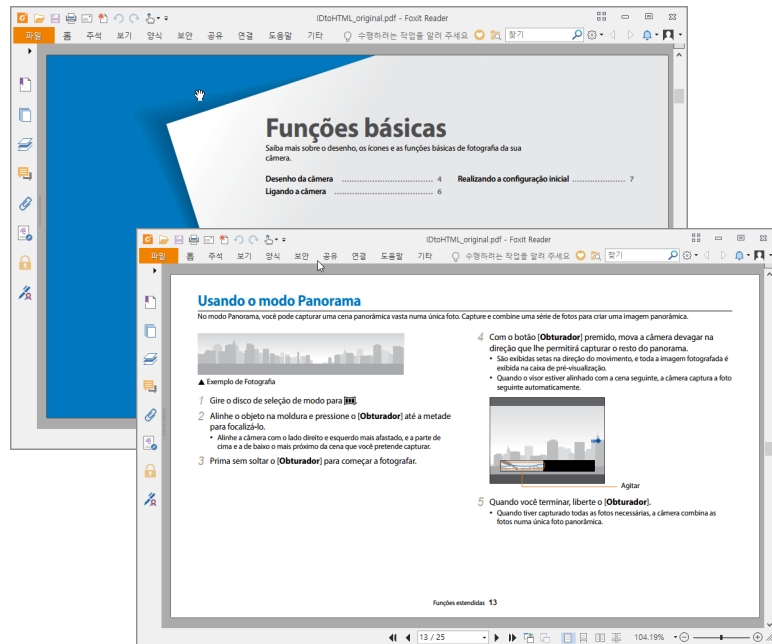 IDtoHTML_original.pdf - Foxit Reader
파일 홈 주석 보기 양식 보안 공유 연결 도움말 기타 수행하려는 작업을 알려 주세요 찾기
Funções básicas
Saiba mais sobre o desenho, os ícones e as funções básicas de fotografia da sua
câmera.
Desenho da câmera .................................. 4
Ligando a câmera ..................................... 6
Realizando a configuração inicial .................... 7
IDtoHTML_original.pdf - Foxit Reader
파일 홈 주석 보기 양식 보안 공유 연결 도움말 기타 수행하려는 작업을 알려 주세요 찾기
Usando o modo Panorama
No modo Panorama, você pode capturar uma cena panorâmica vasta numa única foto. Capture e combine uma série de fotos para criar uma imagem panorâmica.
▲ Exemplo de Fotografia
1 Gire o disco de seleção de modo para .
2 Alinhe o objeto na moldura e pressione o [Obturador] até a metade
para focalizá-lo.
• Alinhe a câmera com o lado direito e esquerdo mais afastado, e a parte de
cima e a de baixo o mais próximo da cena que você pretende capturar.
3 Prima sem soltar o [Obturador] para começar a fotografar.
4 Com o botão [Obturador] premido, mova a câmera devagar na
direção que lhe permitirá capturar o resto do panorama.
• São exibidas setas na direção do movimento, e toda a imagem fotografada é
exibida na caixa de pré-visualização.
• Quando o visor estiver alinhado com a cena seguinte, a câmera captura a foto
seguinte automaticamente.
Agitar
5 Quando você terminar, liberte o [Obturador].
• Quando tiver capturado todas as fotos necessárias, a câmera combina as
fotos numa única foto panorâmica.
Funções estendidas 13
13 / 25
104.19%